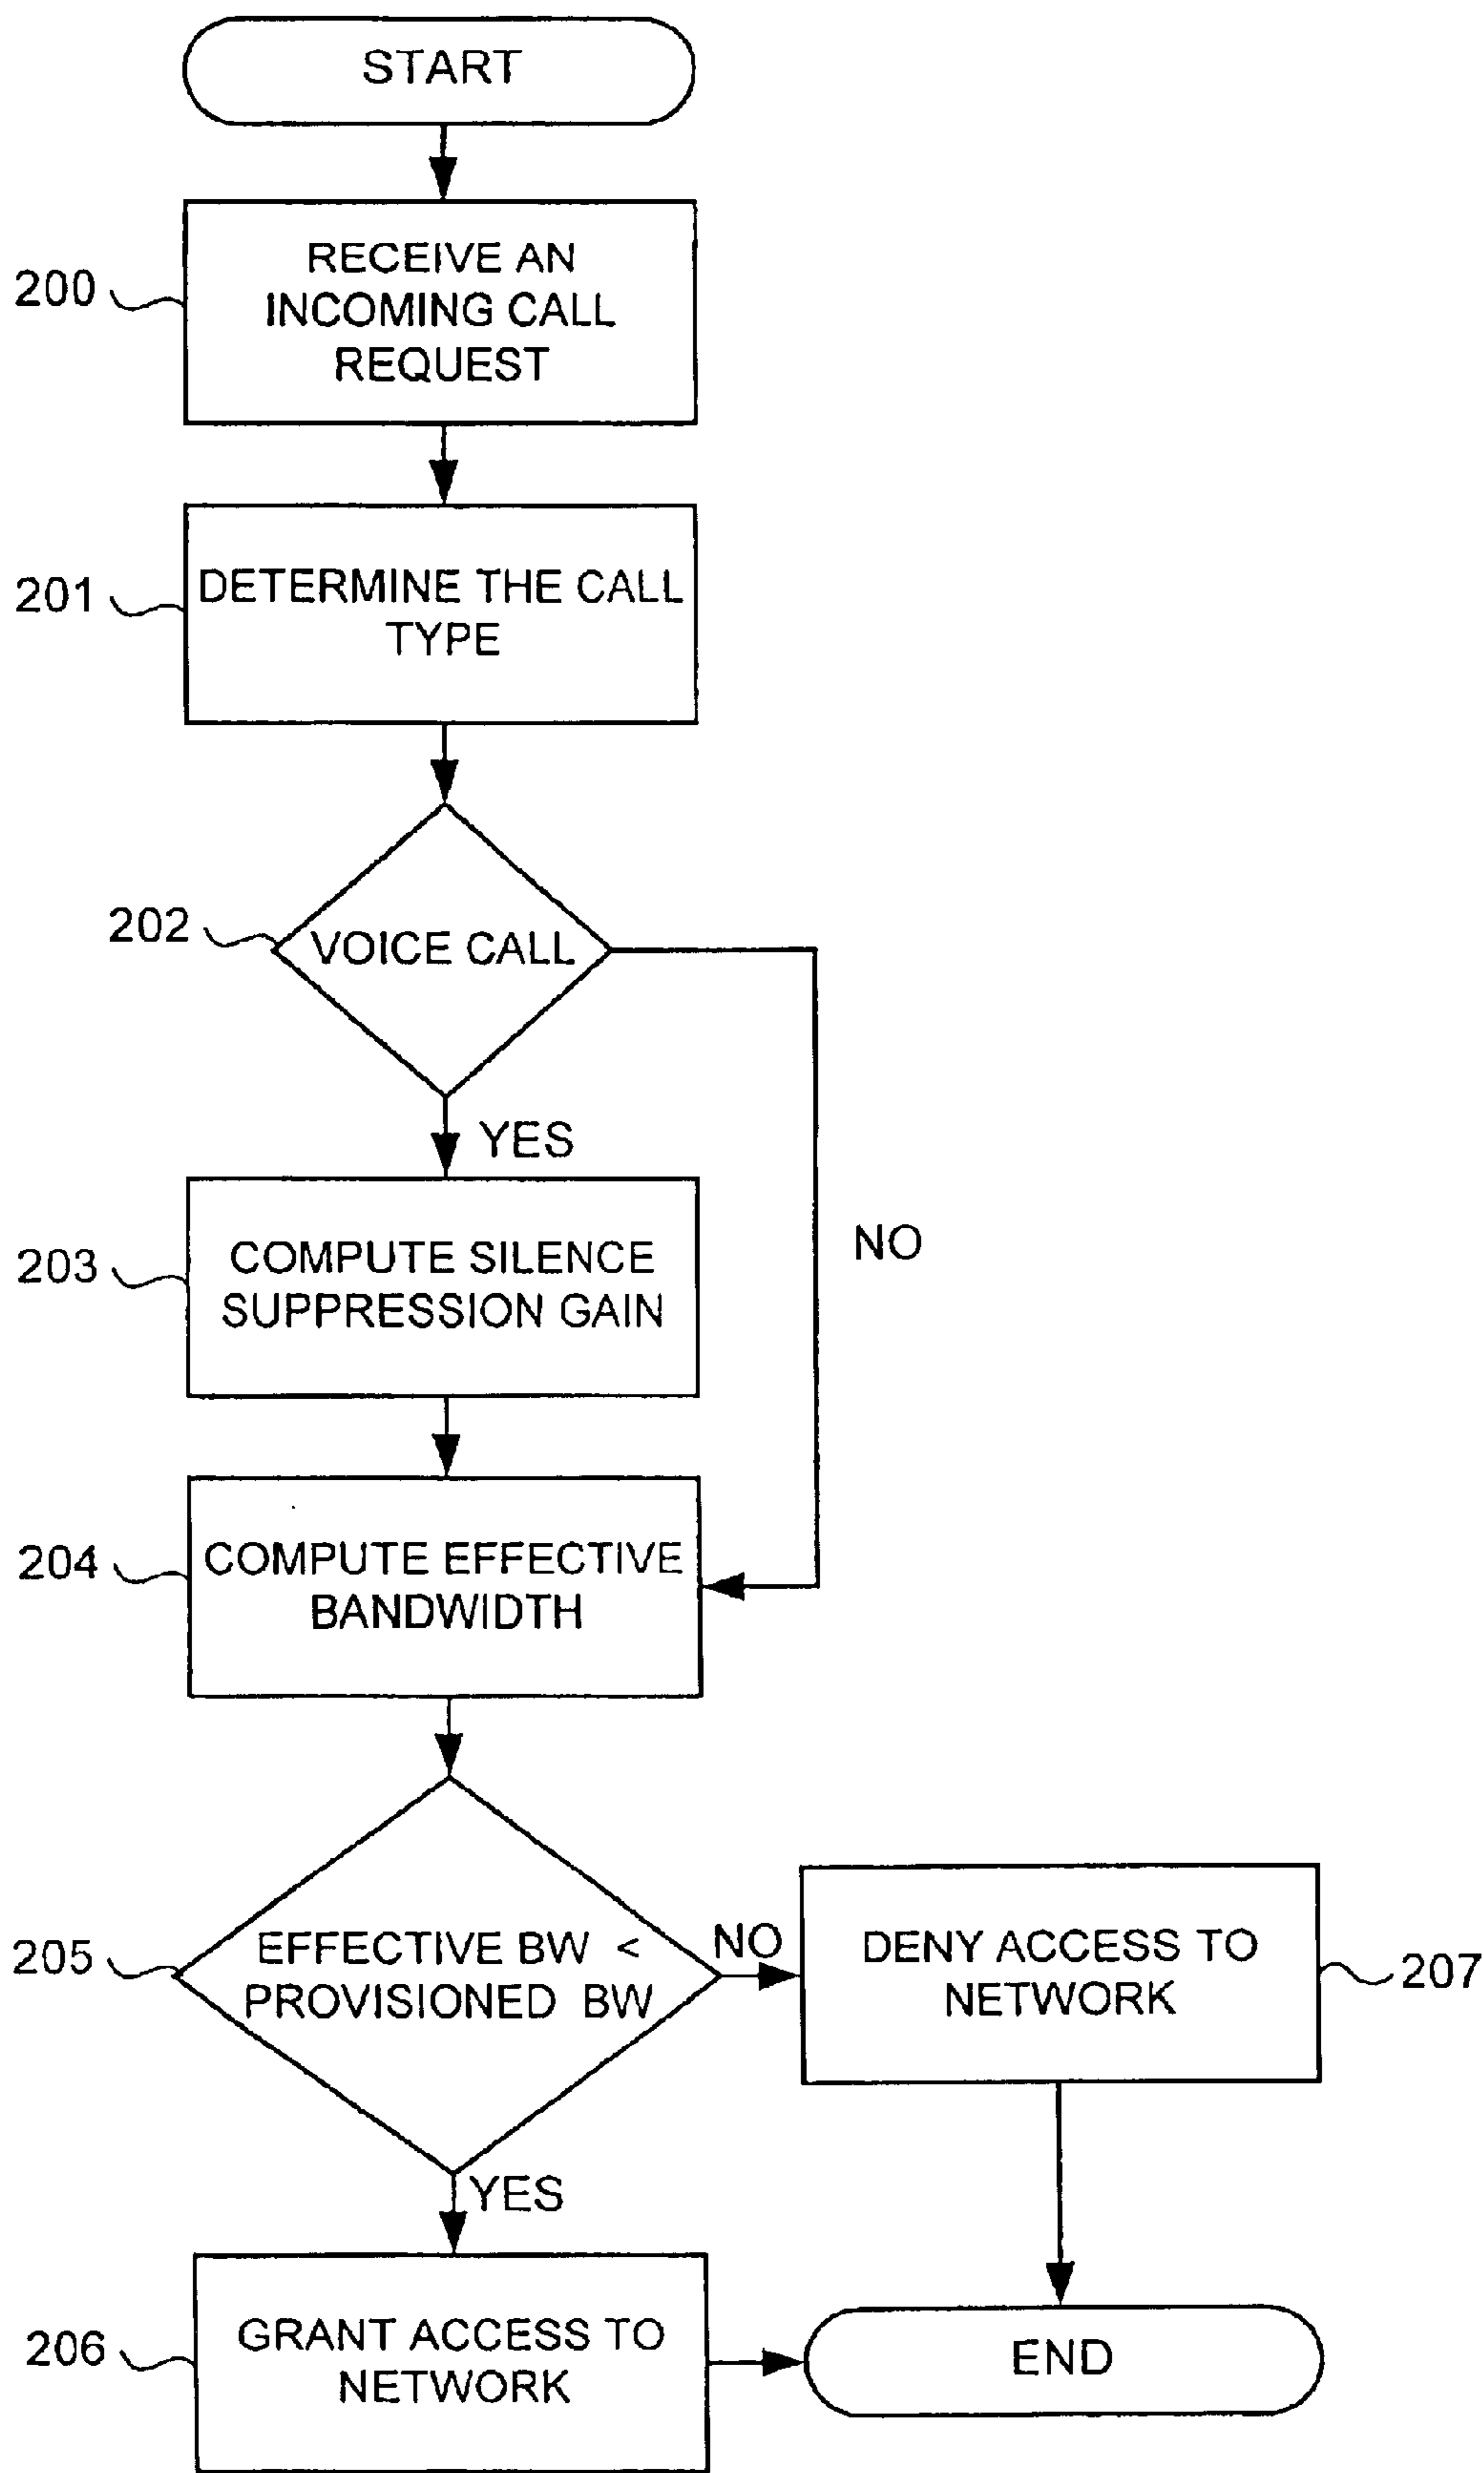 START
200
RECEIVE AN
INCOMING CALL
REQUEST
201
DETERMINE THE CALL
TYPE
202
VOICE CALL
YES
NO
203
COMPUTE SILENCE
SUPPRESSION GAIN
204
COMPUTE EFFECTIVE
BANDWIDTH
205
EFFECTIVE BW <
PROVISIONED BW
NO
DENY ACCESS TO
NETWORK
207
YES
206
GRANT ACCESS TO
NETWORK
END